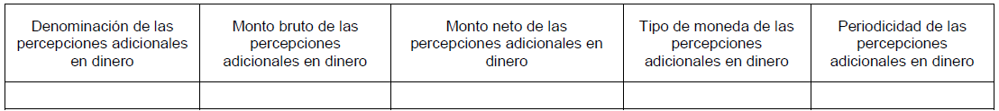 Denominación de las
percepciones adicionales
en dinero
Monto bruto de las
percepciones
adicionales en dinero
Monto neto de las
percepciones adicionales en
dinero
Tipo de moneda de las
percepciones
adicionales en dinero
Periodicidad de las
percepciones
adicionales en dinero